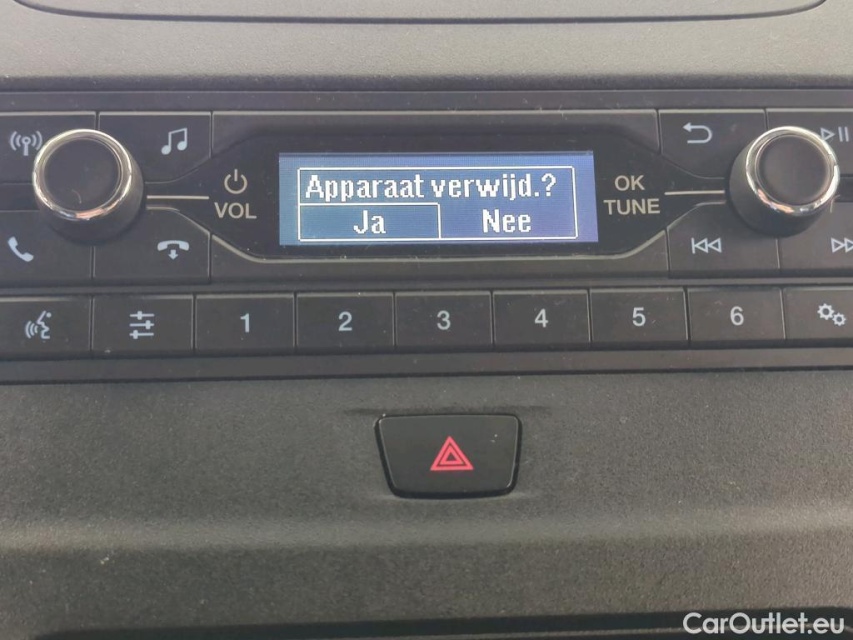 Apparaat verwijd.?
Ja Nee
VOL
OK
TUNE
1 2 3 4 5 6
CarOutlet.eu